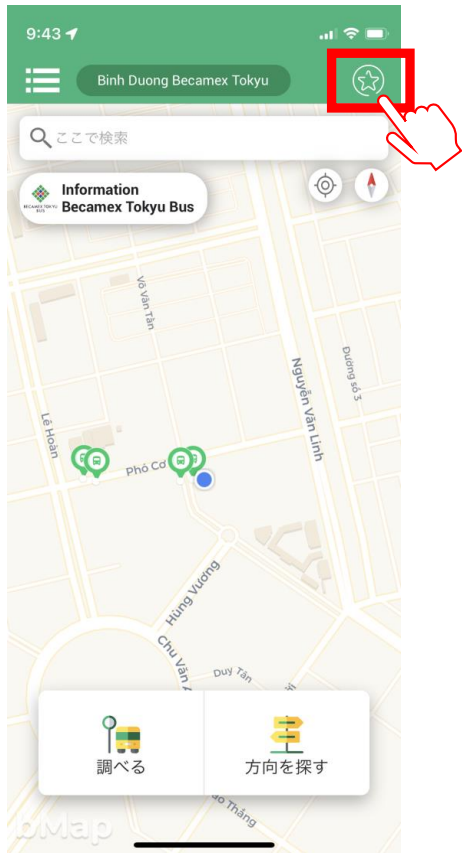 9:43
Binh Duong Becamex Tokyu
ここで検索
Information
BECAMEX TOKYU
BUS
Becamex Tokyu Bus
Võ Văn Tần
Đường số 3
Nguyễn Văn Linh
Lê Hoàn
Phó Cơ
Hùng Vương
Chu Văn A
Duy Tân
調べる
方向を探す
ao Thắng
bMap